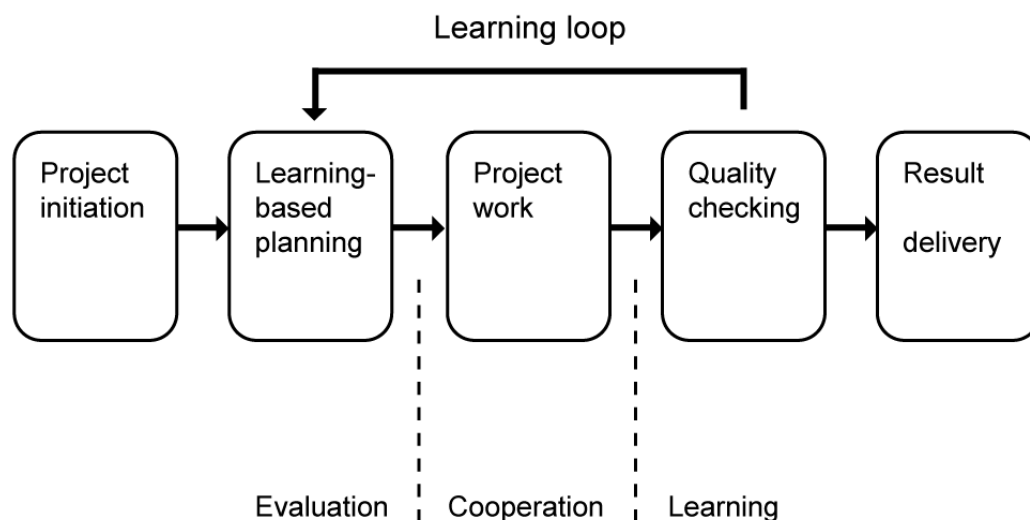 Learning loop
Project
initiation
Learning-
based
planning
Project
work
Quality
checking
Result
delivery
Evaluation
Cooperation
Learning